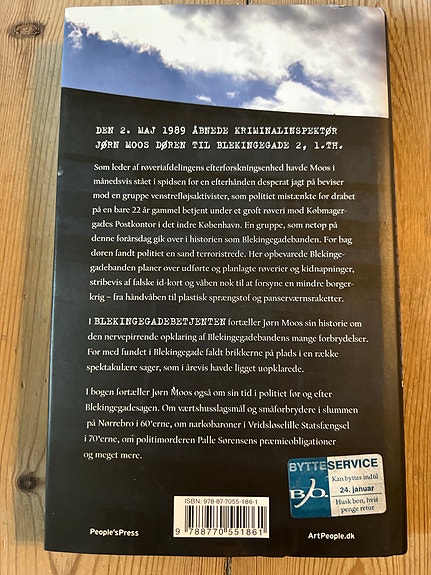 DEN 2. MAJ 1989 ÅBNEDE KRIMINALINSPEKTØR
JØRN MOOS DØREN TIL BLEKINGEGADE 2, 1.TH.
Som leder af røveriafdelingens efterforskningsenhed havde Moos i
månedsvis stået i spidsen for en efterhånden desperat jagt på beviser
mod en gruppe venstrefløjsaktivister, som politiet mistænkte for drabet
på en bare 22 år gammel betjent under et groft røveri mod Købmager-
gades Postkontor i det indre København. En gruppe, som netop på
denne forårsdag gik over i historien som Blekingegadebanden. For bag
døren fandt politiet en sand terroristrede. Her opbevarede Blekinge-
gadebanden planer over udførte og planlagte røverier og kidnapninger,
stribevis af falske id-kort og våben nok til at forsyne en mindre borger-
krig – fra håndvåben til plastisk sprængstof og panserværnsraketter.
I BLEKINGEGADEBETJENTEN fortæller Jørn Moos sin historie om
den nervepirrende opklaring af Blekingegadebandens mange forbrydelser.
For med fundet i Blekingegade faldt brikkerne på plads i en række
spektakulære sager, som i årevis havde ligget uopklarede.
I bogen fortæller Jørn Moos også om sin tid i politiet før og efter
Blekingegadesagen. Om værtshusslagsmål og småforbrydere i slummen
på Nørrebro i 60'erne, om narkobaroner i Vridsløselille Statsfængsel
i 70'erne, om politimorderen Palle Sørensens præmieobligationer
og meget mere.
BYTTESERVICE
Kan byttes indtil
24. januar
Husk bon, hvis
penge retur
B.O.
ISBN: 978-87-7055-186-1
9 788770 551861
People'sPress
ArtPeople.dk